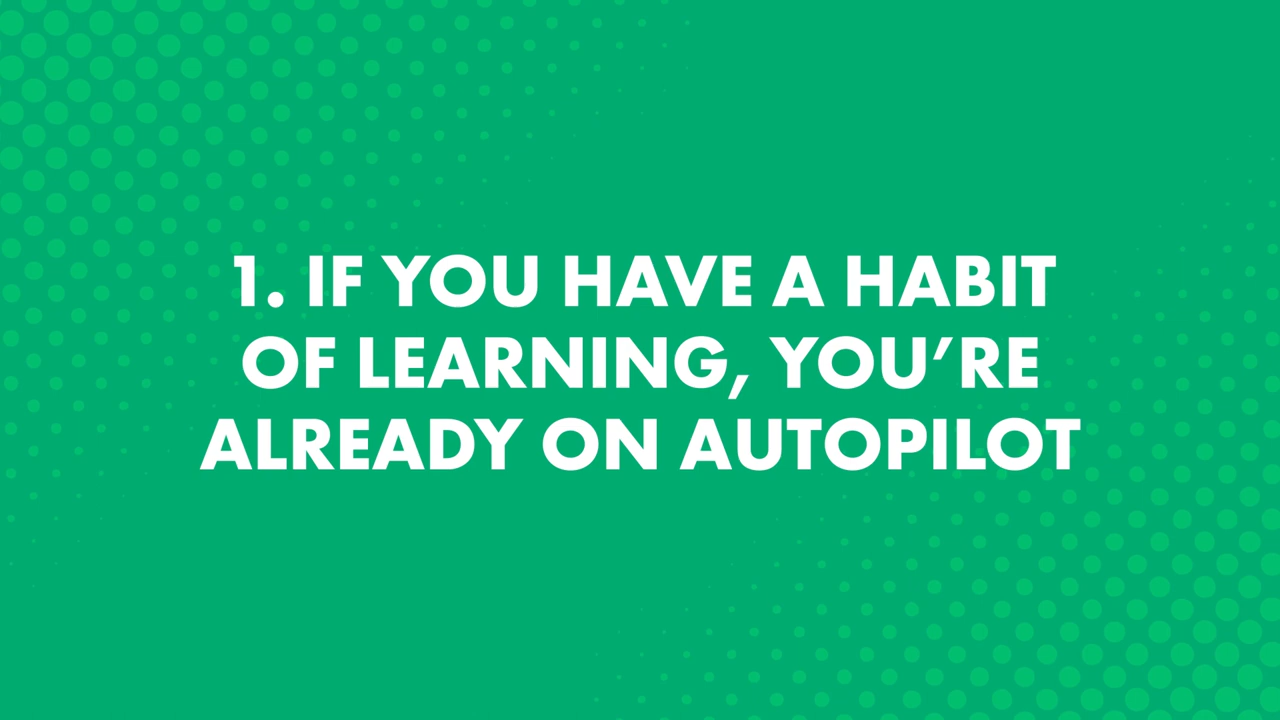 1. IF YOU HAVE A HABIT
OF LEARNING, YOU’RE
ALREADY ON AUTOPILOT